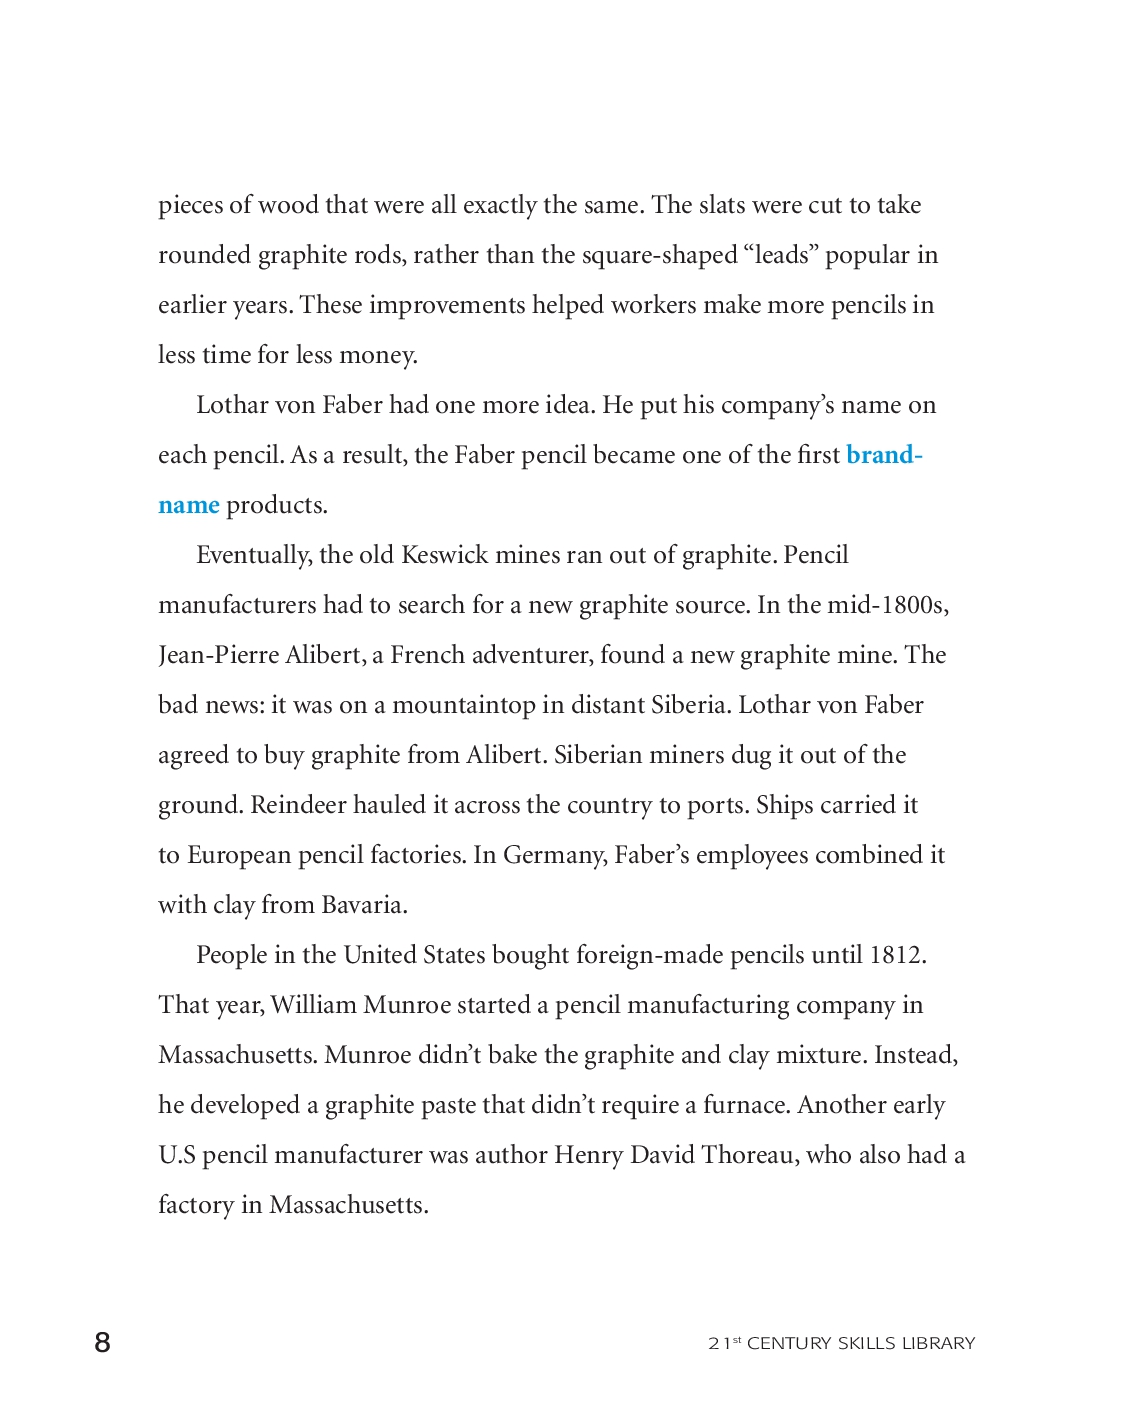 pieces of wood that were all exactly the same. The slats were cut to take
rounded graphite rods, rather than the square-shaped “leads” popular in
earlier years. These improvements helped workers make more pencils in
less time for less money.
Lothar von Faber had one more idea. He put his company’s name on
each pencil. As a result, the Faber pencil became one of the first brand-
name products.
Eventually, the old Keswick mines ran out of graphite. Pencil
manufacturers had to search for a new graphite source. In the mid-1800s,
Jean-Pierre Alibert, a French adventurer, found a new graphite mine. The
bad news: it was on a mountaintop in distant Siberia. Lothar von Faber
agreed to buy graphite from Alibert. Siberian miners dug it out of the
ground. Reindeer hauled it across the country to ports. Ships carried it
to European pencil factories. In Germany, Faber’s employees combined it
with clay from Bavaria.
People in the United States bought foreign-made pencils until 1812.
That year, William Munroe started a pencil manufacturing company in
Massachusetts. Munroe didn’t bake the graphite and clay mixture. Instead,
he developed a graphite paste that didn’t require a furnace. Another early
U.S pencil manufacturer was author Henry David Thoreau, who also had a
factory in Massachusetts.
8
21st CENTURY SKILLS LIBRARY